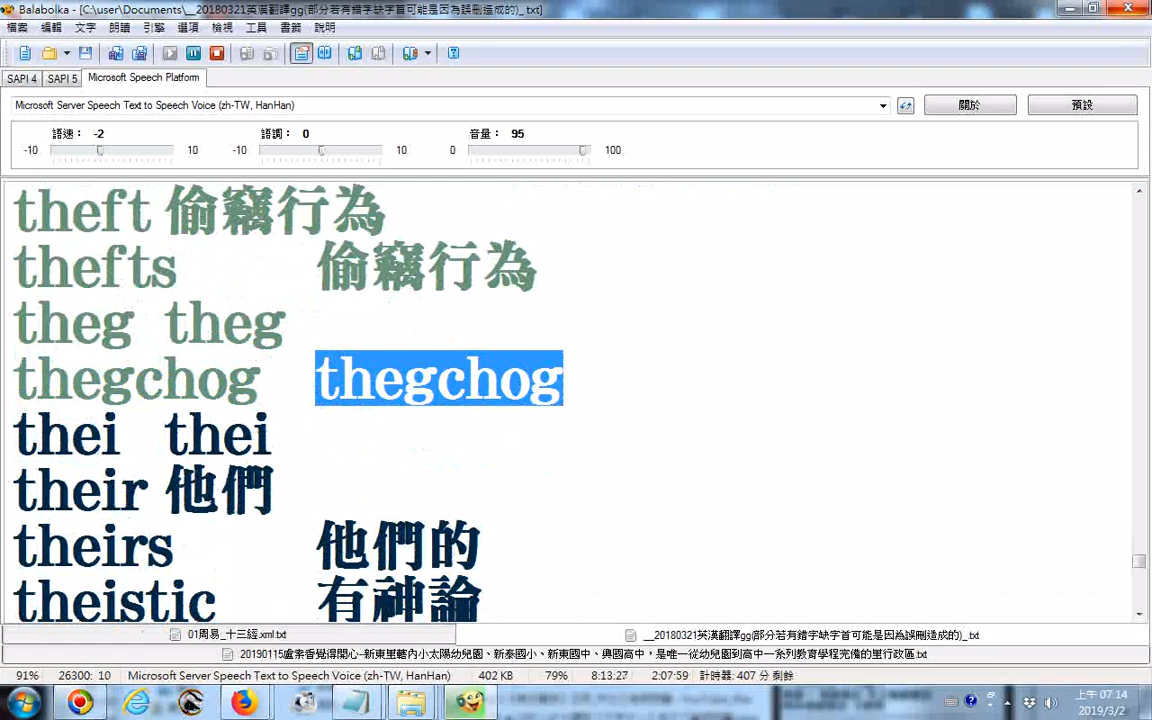 Balabolka - [C:\user\Documents\__20180321英漢翻譯gg(部分若有錯字缺字首可能是因為誤刪造成的)_.txt]
檔案 編輯 文字 朗讀 引擎 選項 檢視 工具 書籤 說明
SAPI 4 SAPI 5 Microsoft Speech Platform
Microsoft Server Speech Text to Speech Voice (zh-TW, HanHan) 關於 預設
語速： -2 語調： 0 音量： 95
-10 10 -10 10 0 100
theft 偷竊行為
thefts 偷竊行為
theg theg
thegchog thegchog
thei thei
their 他們
theirs 他們的
theistic 有神論
01周易_十三經.xml.txt __20180321英漢翻譯gg(部分若有錯字缺字首可能是因為誤刪造成的)_.txt
20190115盧素香覺得開心-新東里轄內小太陽幼兒園、新泰國小、新東國中、興國高中，是唯一從幼兒園到高中一系列教育學程完備的里行政區.txt
91% 26300: 10 Microsoft Server Speech Text to Speech Voice (zh-TW, HanHan) 402 KB 79% 8:13:27 2:07:59 計時器: 407 分 剩餘
上午 07:14
2019/3/2